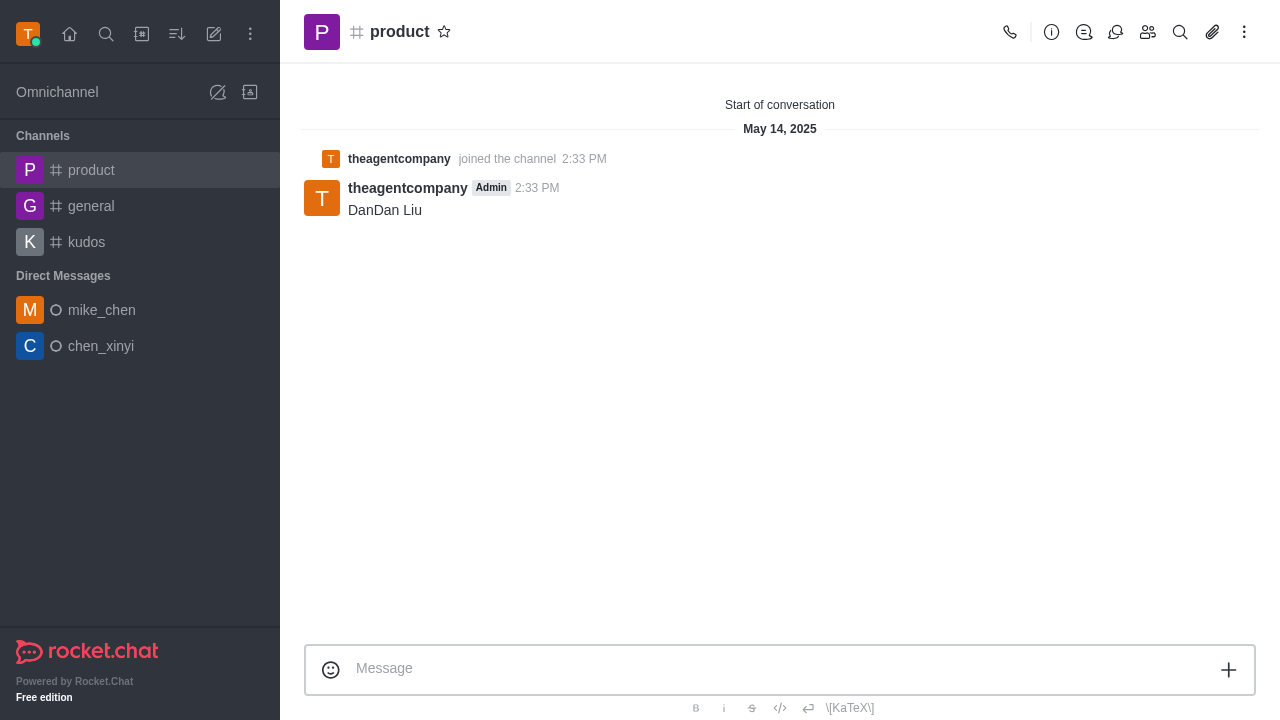 T
Omnichannel
Channels
P product
G general
K kudos
Direct Messages
M mike_chen
C chen_xinyi
rocket.chat
Powered by Rocket.Chat
Free edition
P product
Start of conversation
May 14, 2025
T theagentcompany joined the channel 2:33 PM
T theagentcompany Admin 2:33 PM
DanDan Liu
Message
B i S \[KaTeX\]